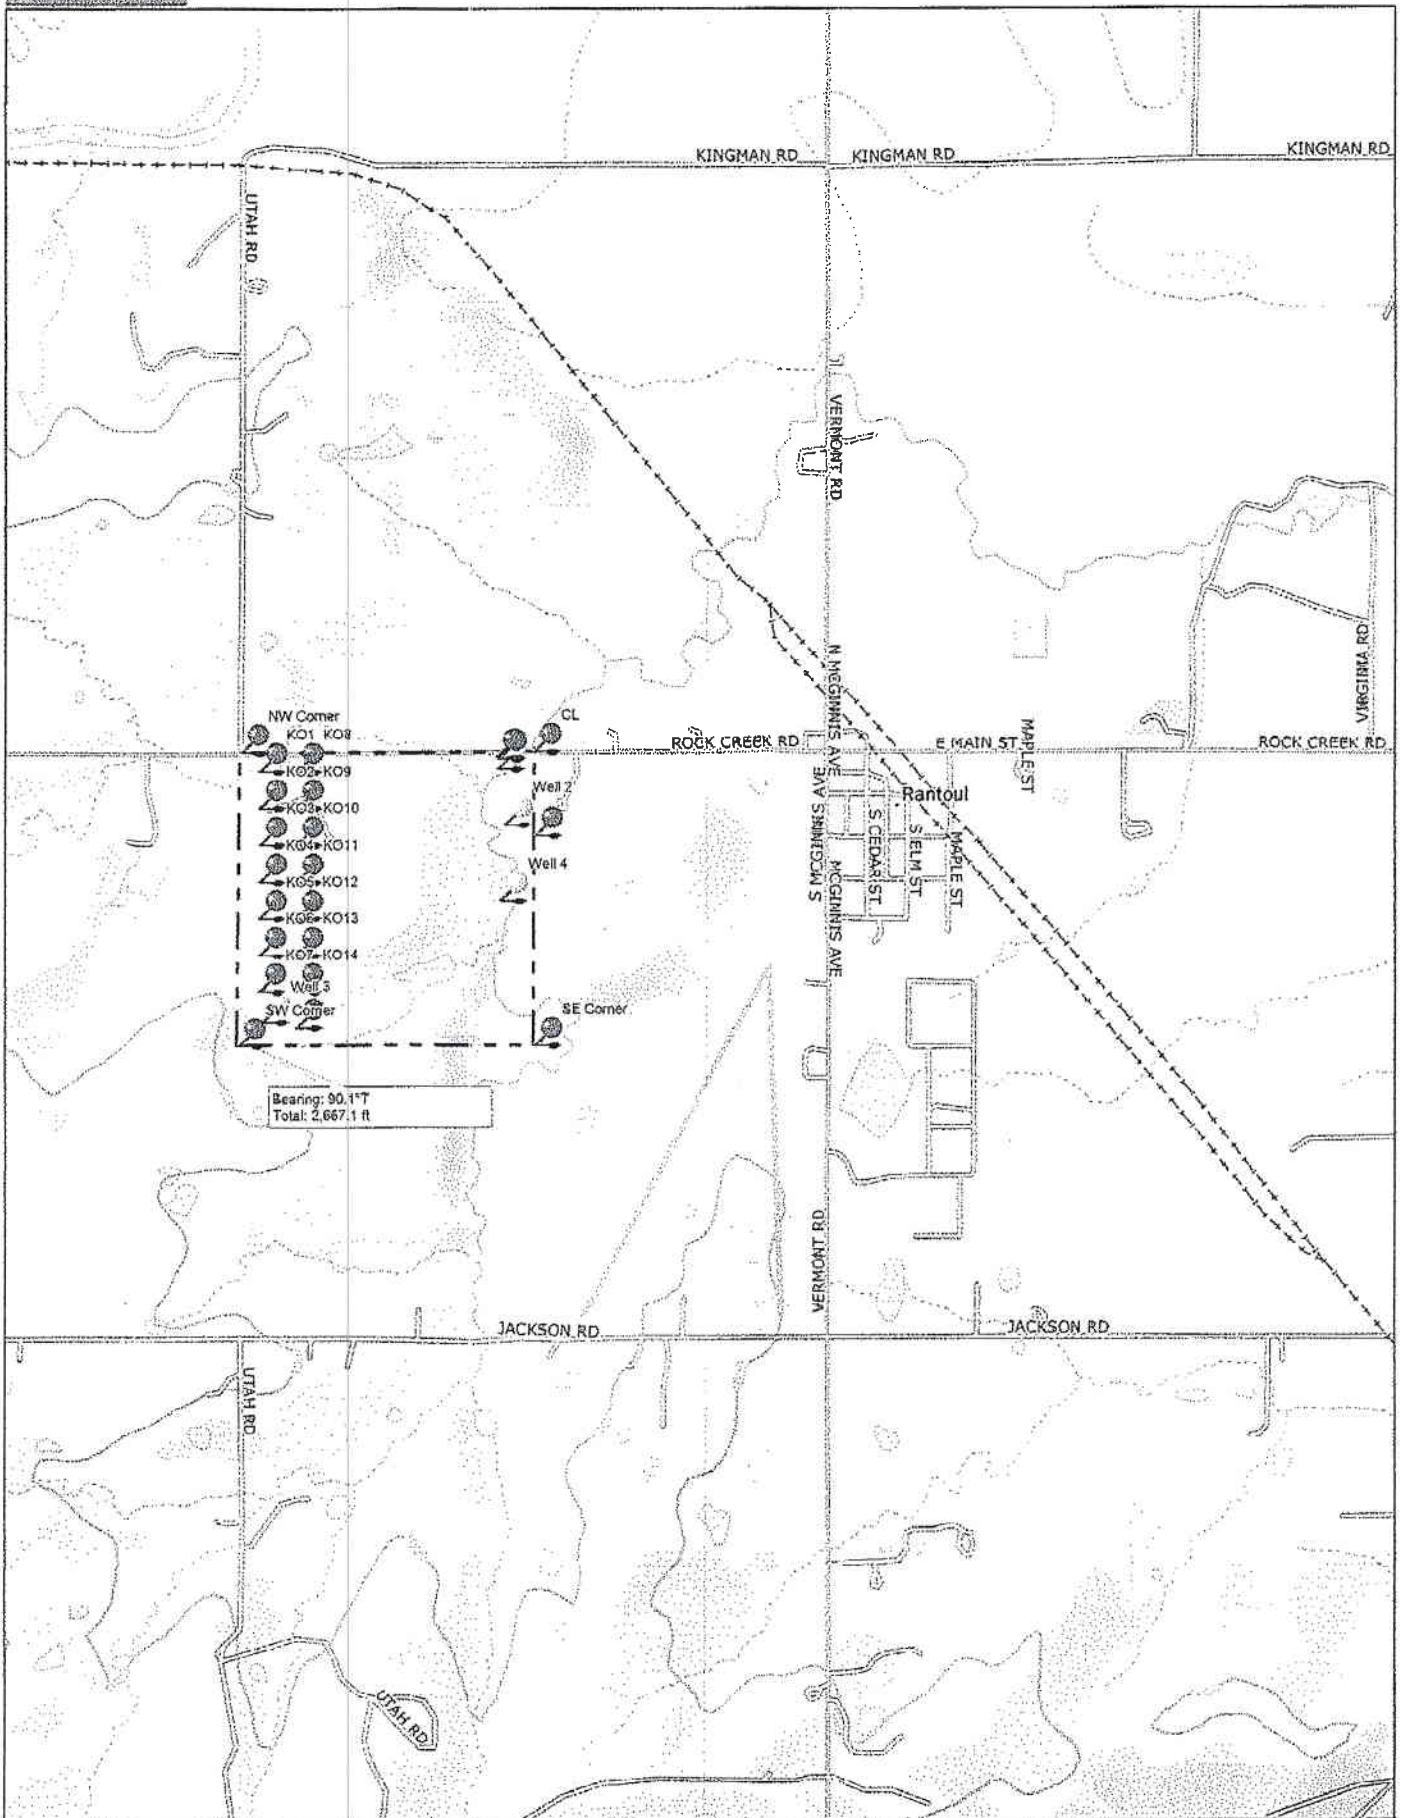 KINGMAN RD
KINGMAN RD
KINGMAN RD
UTAH RD
VERMONT RD
VIRGINIA RD
N MCGINNIS AVE
MAPLE ST
NW Corner
CL
KO1 KO8
ROCK CREEK RD
E MAIN ST
ROCK CREEK RD
KO2 KO9
Well 2
Rantoul
KO3 KO10
S MCGINNIS AVE
S CEDAR ST
S ELM ST
MAPLE ST
KO4 KO11
Well 4
MCGINNIS AVE
KO5 KO12
KO6 KO13
KO7 KO14
Well 3
SW Corner
SE Corner
Bearing: 90.1°T
Total: 2,667.1 ft
VERMONT RD
JACKSON RD
JACKSON RD
UTAH RD
UTAH RD